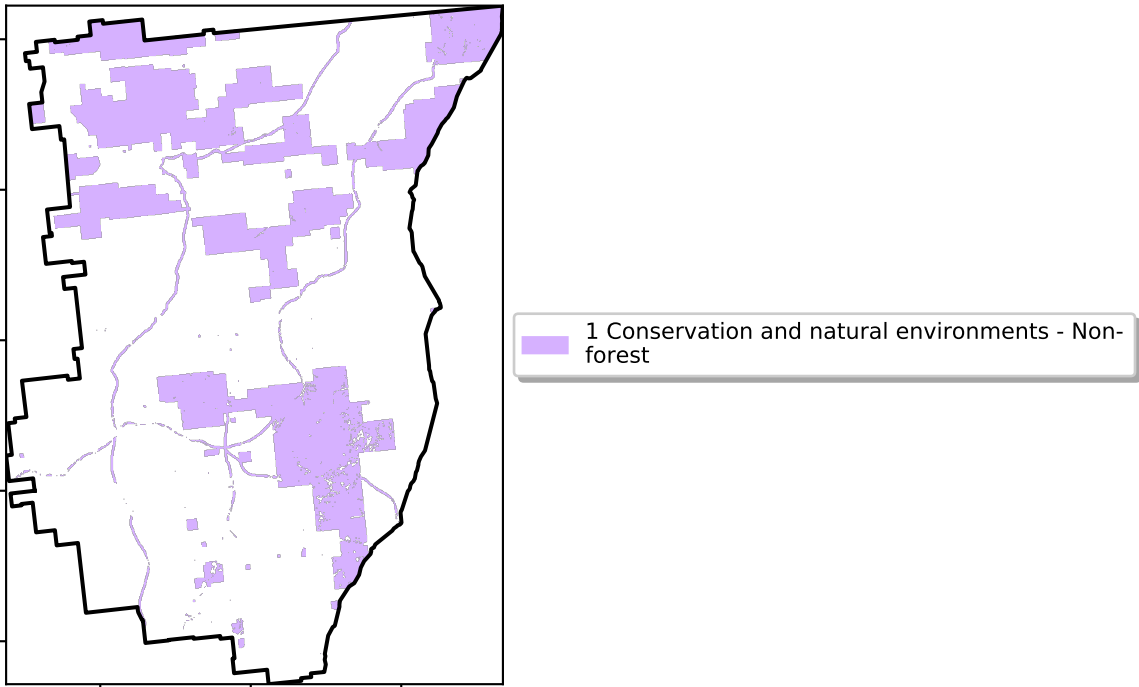 1 Conservation and natural environments - Non-
forest